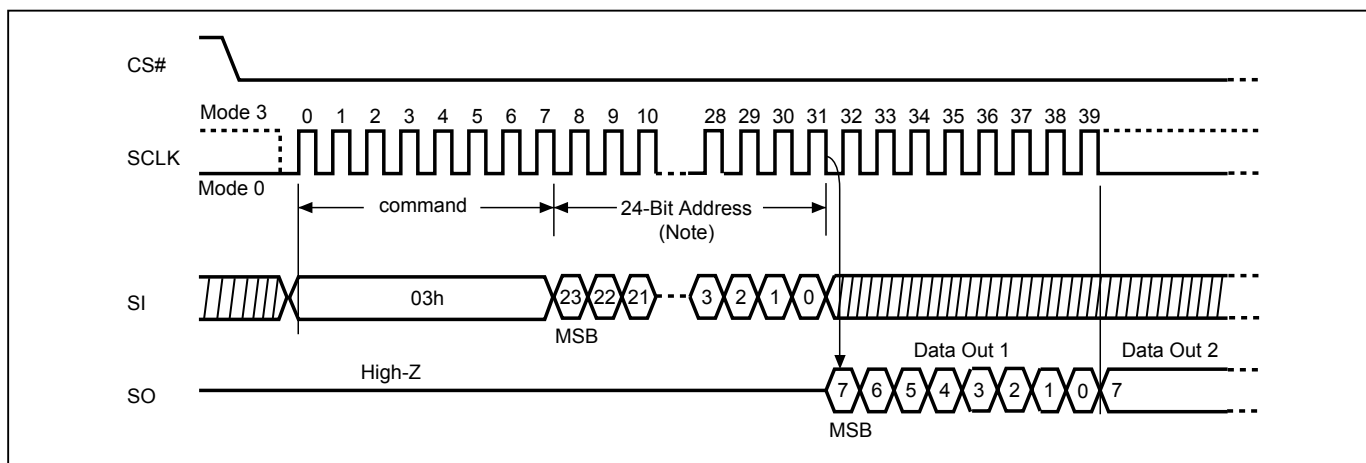 CS#
Mode 3
0 1 2 3 4 5 6 7 8 9 10 28 29 30 31 32 33 34 35 36 37 38 39
SCLK
Mode 0
command
24-Bit Address
(Note)
SI
03h
23 22 21 3 2 1 0
MSB
Data Out 1
Data Out 2
High-Z
SO
7 6 5 4 3 2 1 0 7
MSB